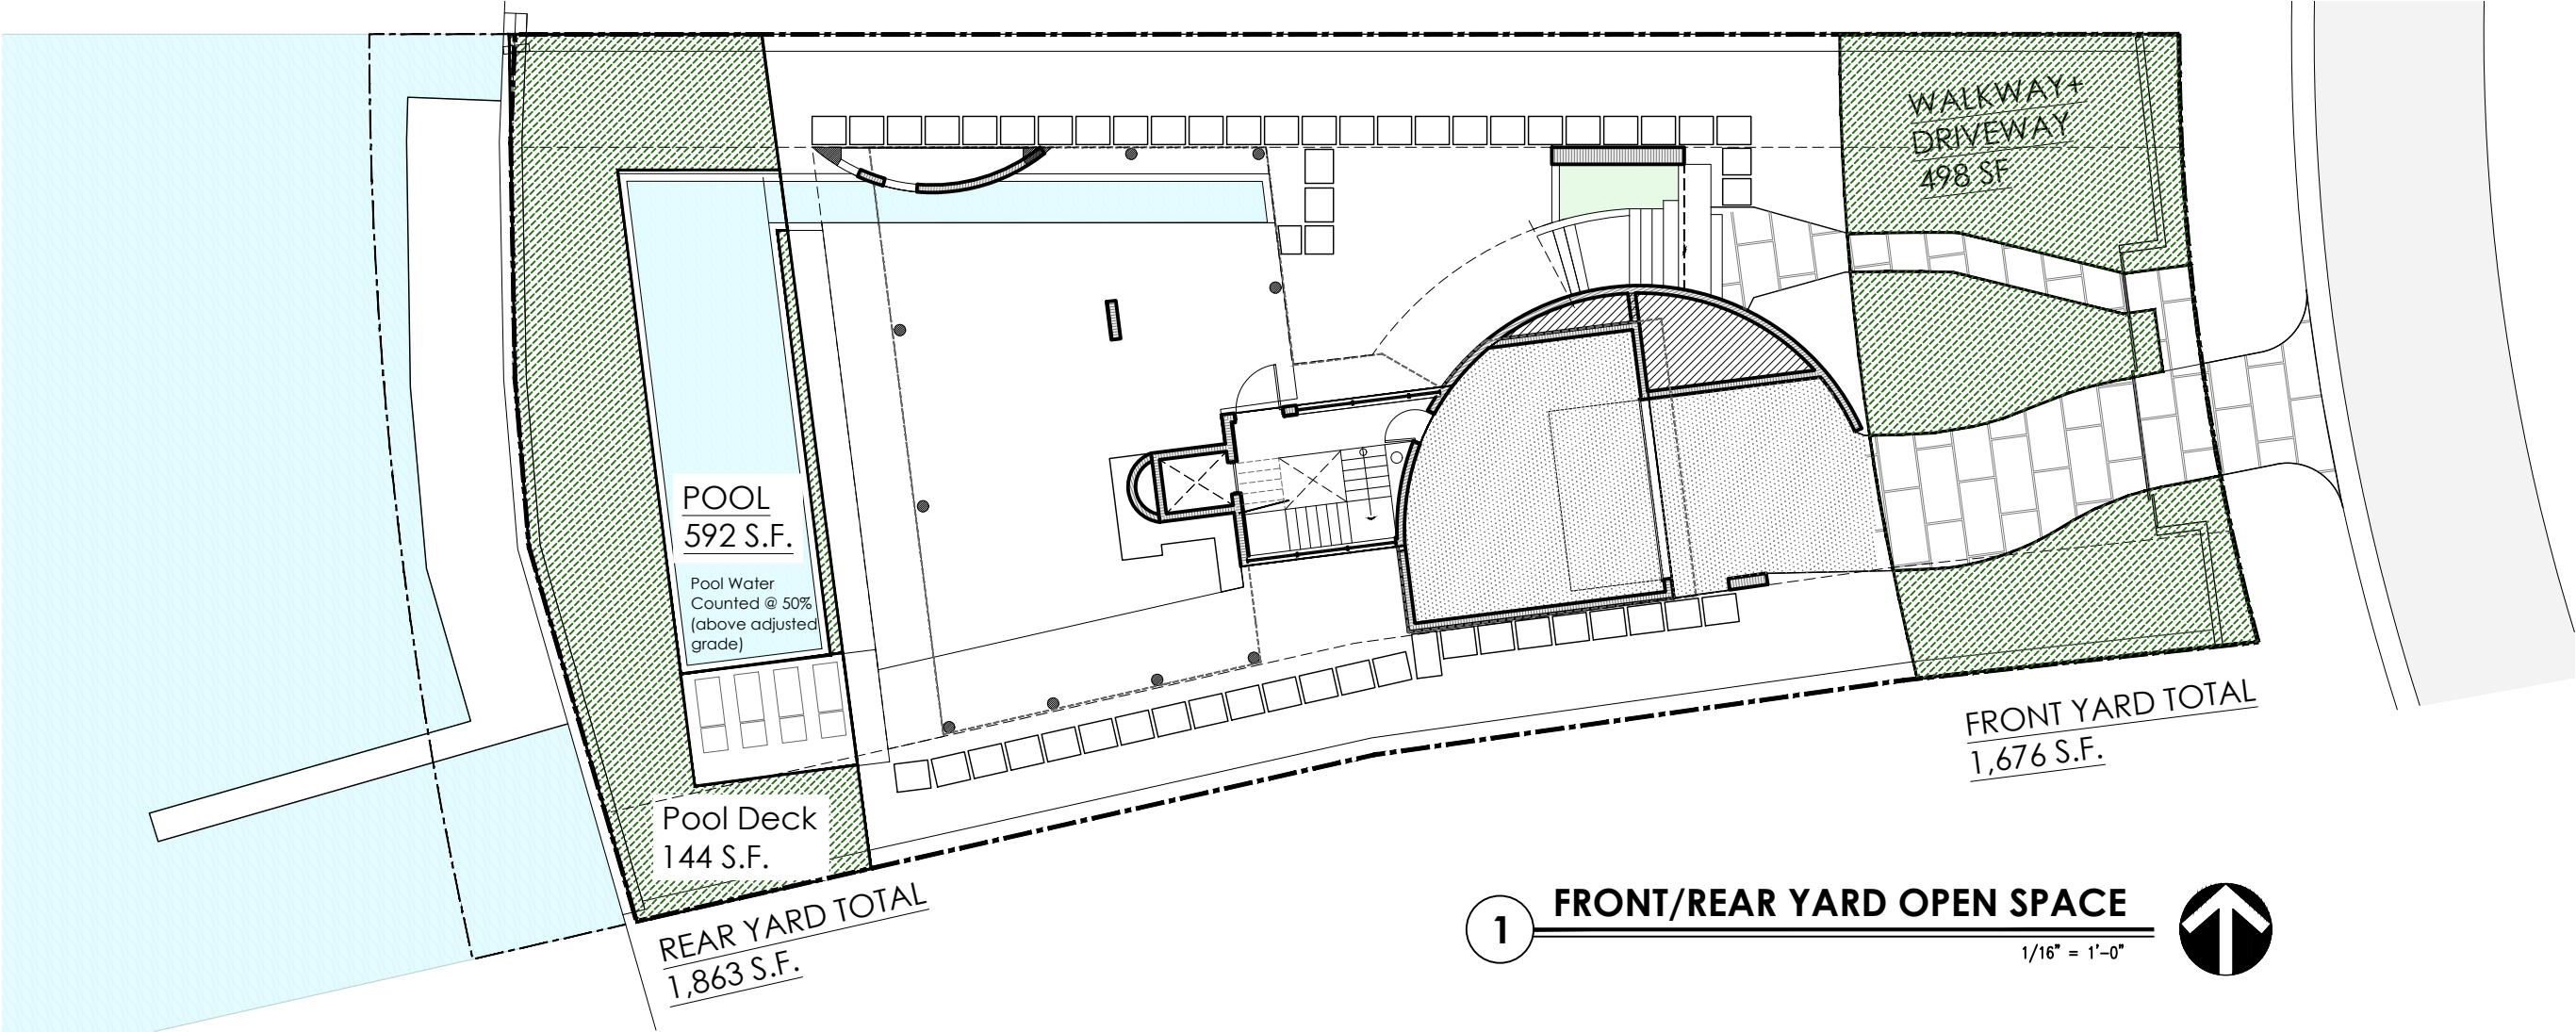 WALKWAY+
DRIVEWAY
498 SF
POOL
592 S.F.
Pool Water
Counted @ 50%
(above adjusted
grade)
Pool Deck
144 S.F.
REAR YARD TOTAL
1,863 S.F.
FRONT YARD TOTAL
1,676 S.F.
1
FRONT/REAR YARD OPEN SPACE
1/16" = 1'-0"